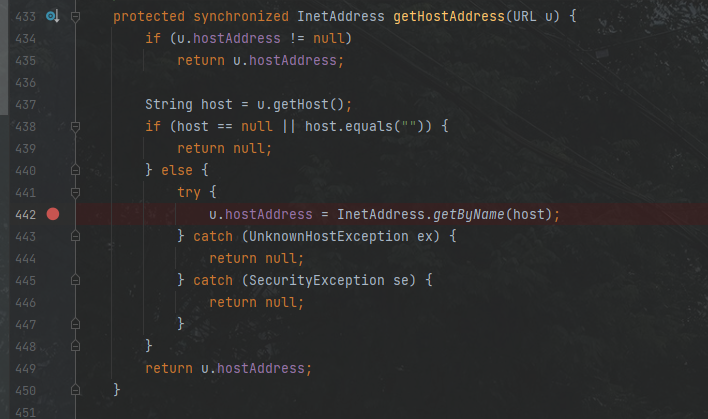 433 protected synchronized InetAddress getHostAddress(URL u) {
434 if (u.hostAddress != null)
435 return u.hostAddress;
436
437 String host = u.getHost();
438 if (host == null || host.equals("")) {
439 return null;
440 } else {
441 try {
442 u.hostAddress = InetAddress.getByName(host);
443 } catch (UnknownHostException ex) {
444 return null;
445 } catch (SecurityException se) {
446 return null;
447 }
448 }
449 return u.hostAddress;
450 }
451